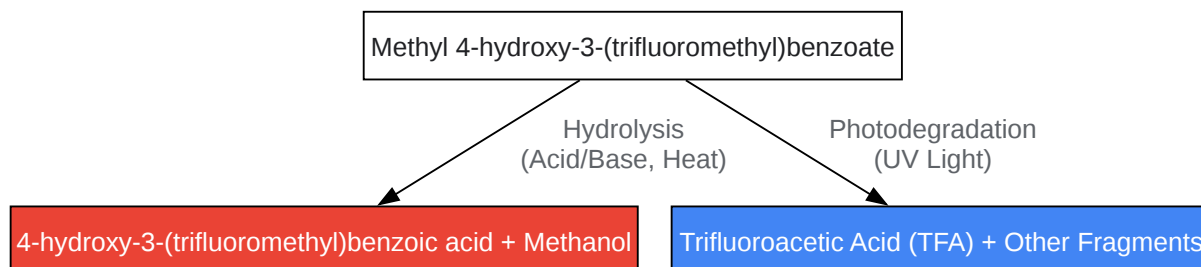 Methyl 4-hydroxy-3-(trifluoromethyl)benzoate
Hydrolysis
(Acid/Base, Heat)
Photodegradation
(UV Light)
4-hydroxy-3-(trifluoromethyl)benzoic acid + Methanol
Trifluoroacetic Acid (TFA) + Other Fragments